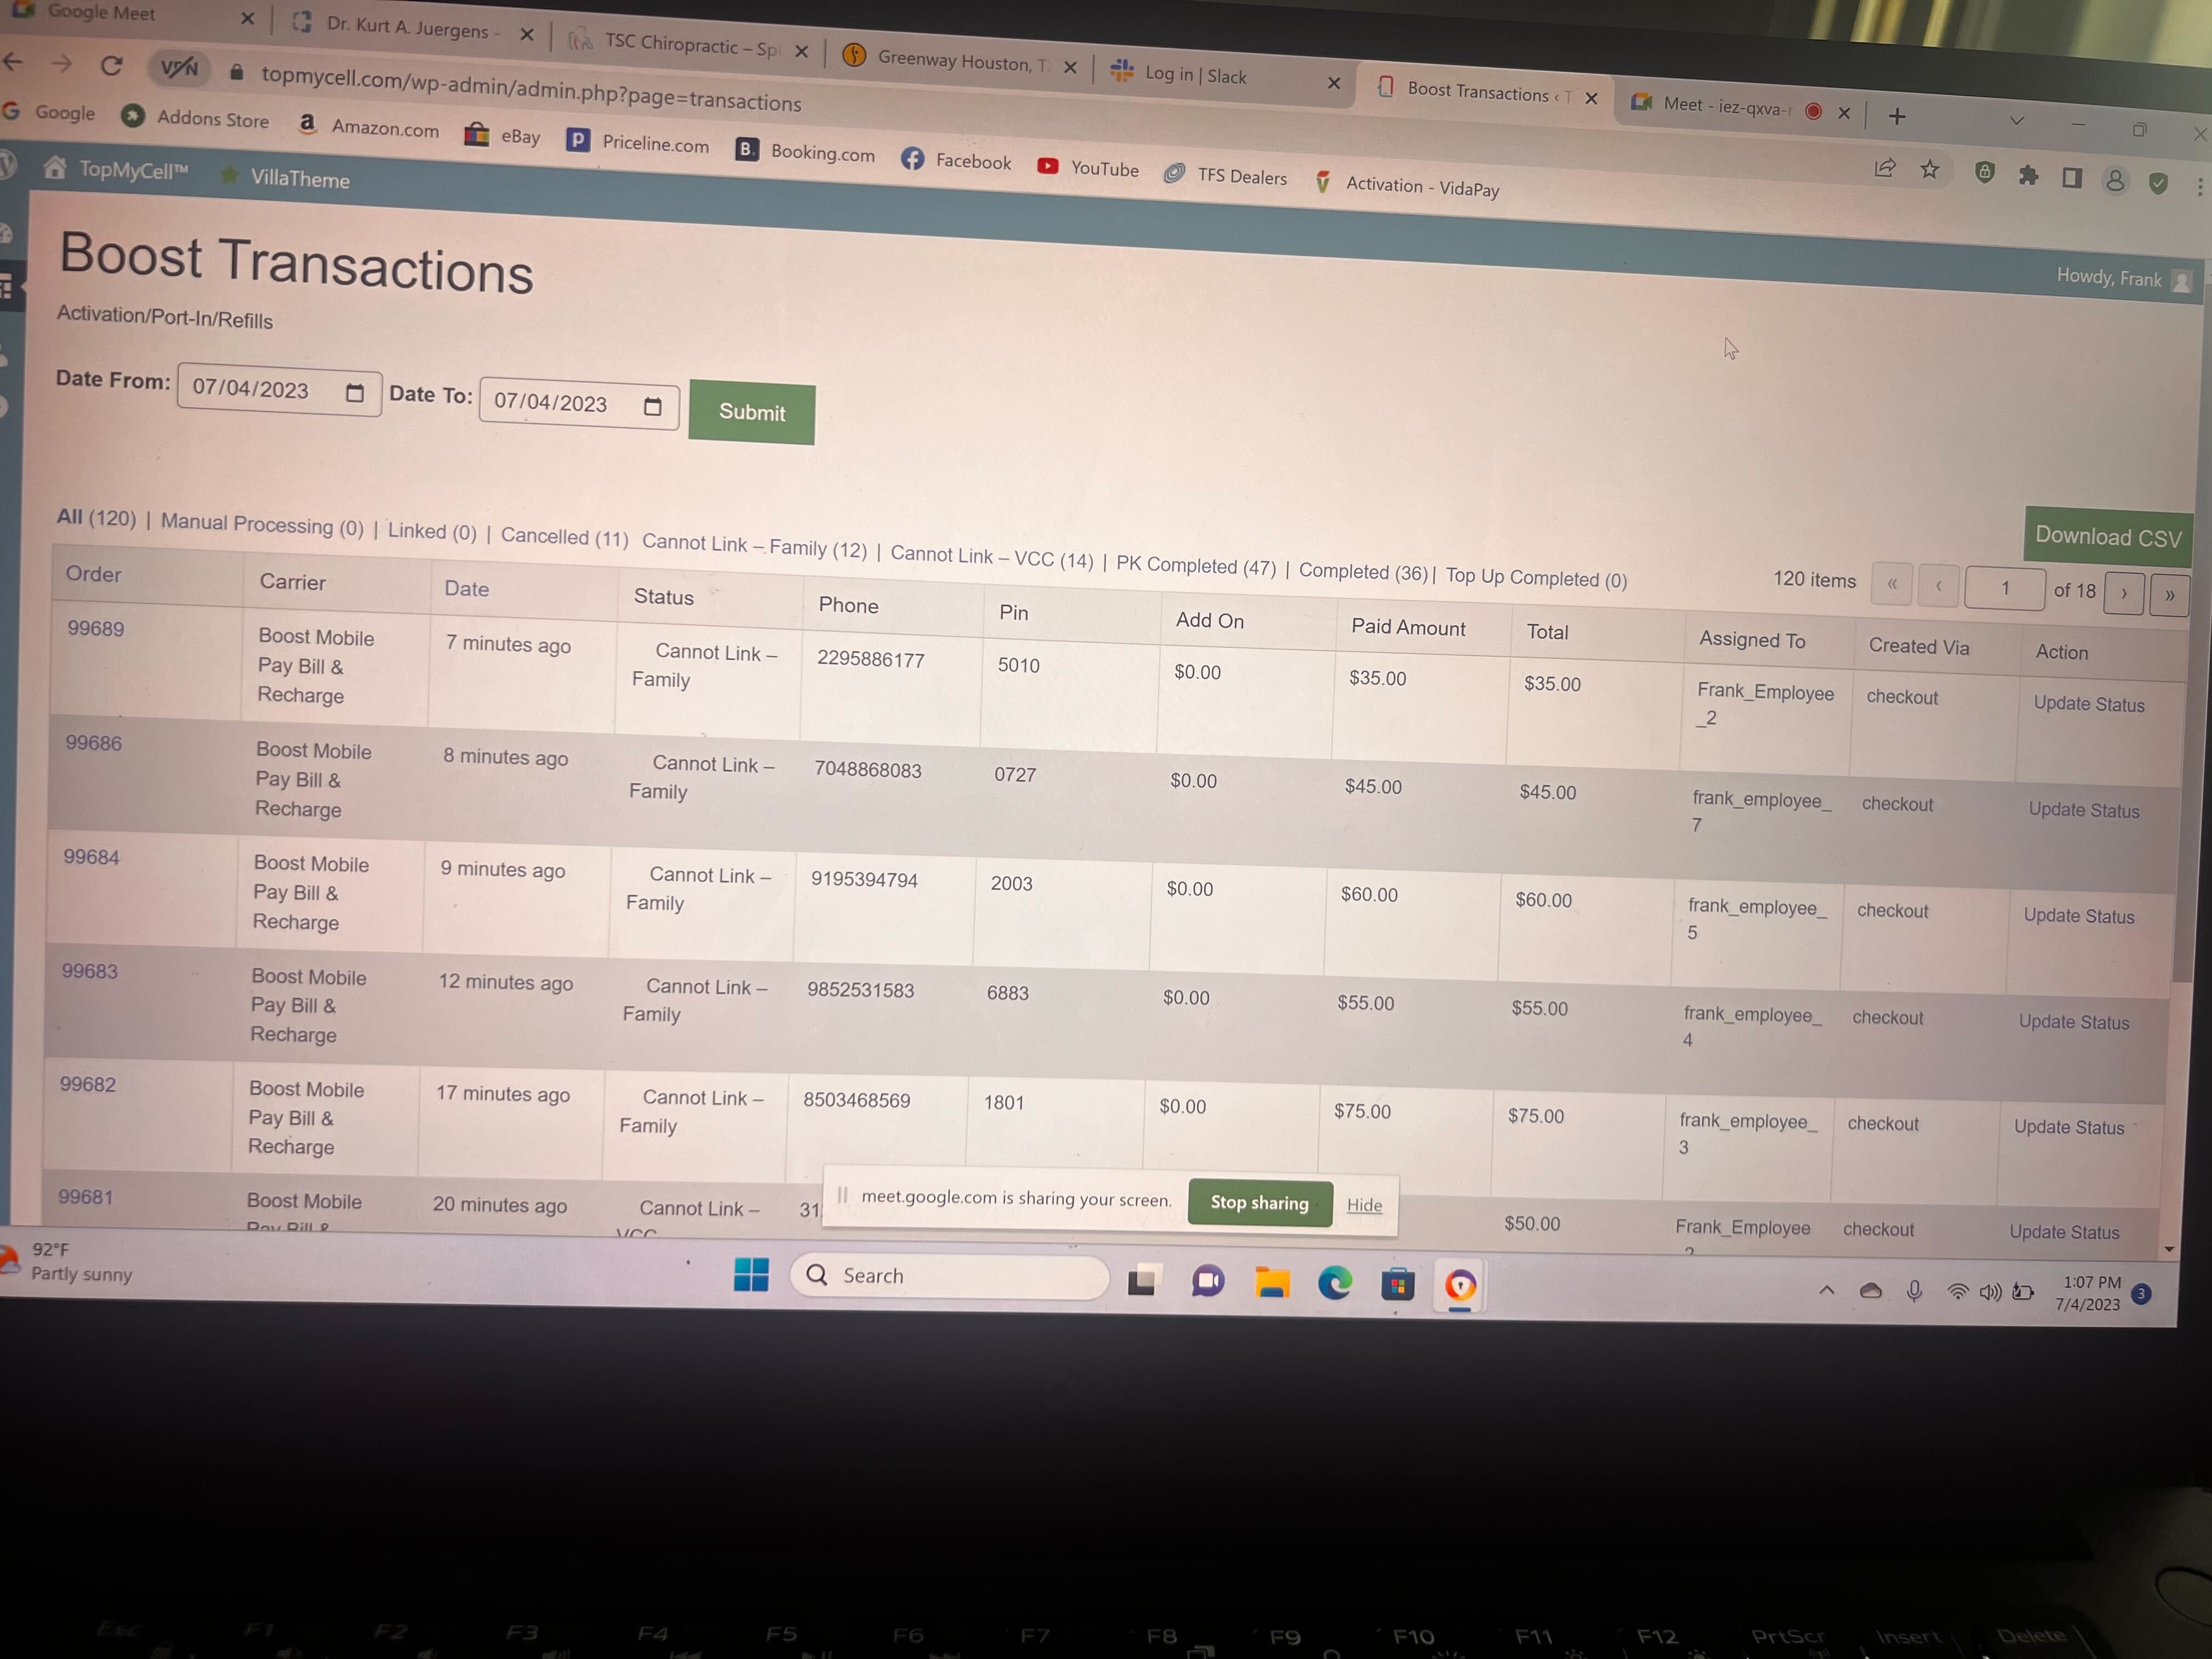 Google Meet
Dr. Kurt A. Juergens -
TSC Chiropractic – Sp
Greenway Houston, T
Log in | Slack
Boost Transactions ‹ T
Meet - iez-qxva-r
VPN
topmycell.com/wp-admin/admin.php?page=transactions
Google
Addons Store
Amazon.com
eBay
Priceline.com
Booking.com
Facebook
YouTube
TFS Dealers
Activation - VidaPay
TopMyCell™
VillaTheme
Howdy, Frank
Boost Transactions
Activation/Port-In/Refills
Date From: 07/04/2023 Date To: 07/04/2023 Submit
Download CSV
All (120) | Manual Processing (0) | Linked (0) | Cancelled (11) Cannot Link – Family (12) | Cannot Link – VCC (14) | PK Completed (47) | Completed (36)| Top Up Completed (0)
120 items « ‹ 1 of 18 › »
Order Carrier Date Status Phone Pin Add On Paid Amount Total Assigned To Created Via Action
99689 Boost Mobile 7 minutes ago Cannot Link – 2295886177 5010 $0.00 $35.00 $35.00 Frank_Employee checkout Update Status
Pay Bill & Family _2
Recharge
99686 Boost Mobile 8 minutes ago Cannot Link – 7048868083 0727 $0.00 $45.00 $45.00 frank_employee_ checkout Update Status
Pay Bill & Family 7
Recharge
99684 Boost Mobile 9 minutes ago Cannot Link – 9195394794 2003 $0.00 $60.00 $60.00 frank_employee_ checkout Update Status
Pay Bill & Family 5
Recharge
99683 Boost Mobile 12 minutes ago Cannot Link – 9852531583 6883 $0.00 $55.00 $55.00 frank_employee_ checkout Update Status
Pay Bill & Family 4
Recharge
99682 Boost Mobile 17 minutes ago Cannot Link – 8503468569 1801 $0.00 $75.00 $75.00 frank_employee_ checkout Update Status
Pay Bill & Family 3
Recharge
99681 Boost Mobile 20 minutes ago Cannot Link – 31 $50.00 Frank_Employee checkout Update Status
Pay Bill & VCC
meet.google.com is sharing your screen. Stop sharing Hide
92°F
Partly sunny
Search
1:07 PM
7/4/2023
3
Esc F1 F2 F3 F4 F5 F6 F7 F8 F9 F10 F11 F12 PrtScr Insert Delete